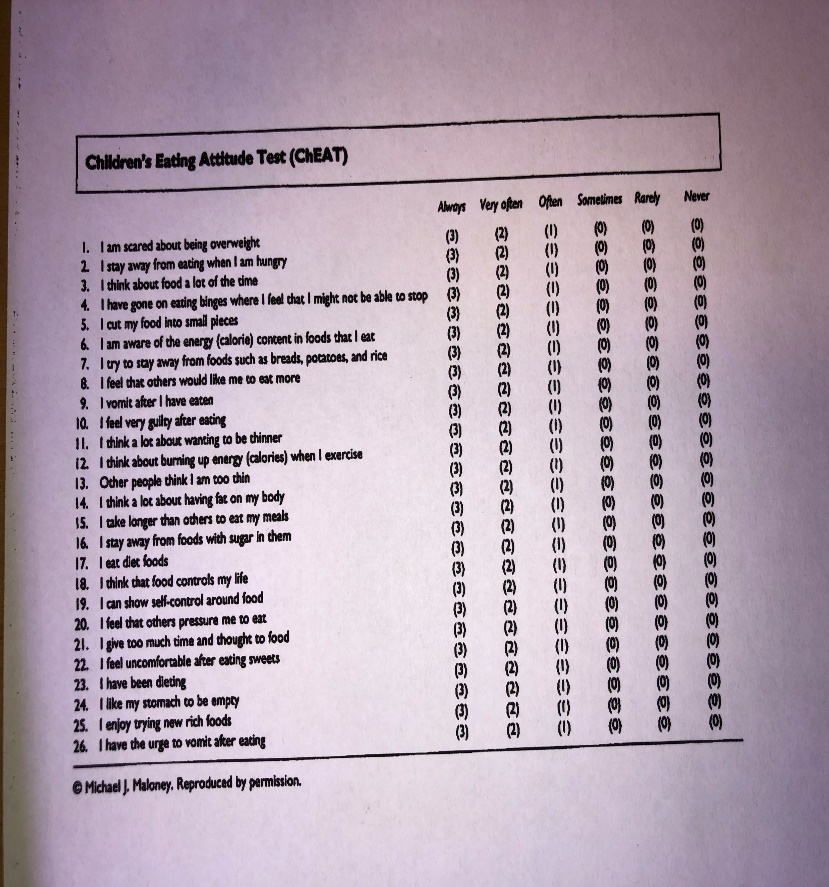 Children's Eating Attitude Test (ChEAT)
Always Very often Often Sometimes Rarely Never
1. I am scared about being overweight (3) (2) (1) (0) (0) (0)
2. I stay away from eating when I am hungry (3) (2) (1) (0) (0) (0)
3. I think about food a lot of the time (3) (2) (1) (0) (0) (0)
4. I have gone on eating binges where I feel that I might not be able to stop (3) (2) (1) (0) (0) (0)
5. I cut my food into small pieces (3) (2) (1) (0) (0) (0)
6. I am aware of the energy (calorie) content in foods that I eat (3) (2) (1) (0) (0) (0)
7. I try to stay away from foods such as breads, potatoes, and rice (3) (2) (1) (0) (0) (0)
8. I feel that others would like me to eat more (3) (2) (1) (0) (0) (0)
9. I vomit after I have eaten (3) (2) (1) (0) (0) (0)
10. I feel very guilty after eating (3) (2) (1) (0) (0) (0)
11. I think a lot about wanting to be thinner (3) (2) (1) (0) (0) (0)
12. I think about burning up energy (calories) when I exercise (3) (2) (1) (0) (0) (0)
13. Other people think I am too thin (3) (2) (1) (0) (0) (0)
14. I think a lot about having fat on my body (3) (2) (1) (0) (0) (0)
15. I take longer than others to eat my meals (3) (2) (1) (0) (0) (0)
16. I stay away from foods with sugar in them (3) (2) (1) (0) (0) (0)
17. I eat diet foods (3) (2) (1) (0) (0) (0)
18. I think that food controls my life (3) (2) (1) (0) (0) (0)
19. I can show self-control around food (3) (2) (1) (0) (0) (0)
20. I feel that others pressure me to eat (3) (2) (1) (0) (0) (0)
21. I give too much time and thought to food (3) (2) (1) (0) (0) (0)
22. I feel uncomfortable after eating sweets (3) (2) (1) (0) (0) (0)
23. I have been dieting (3) (2) (1) (0) (0) (0)
24. I like my stomach to be empty (3) (2) (1) (0) (0) (0)
25. I enjoy trying new rich foods (3) (2) (1) (0) (0) (0)
26. I have the urge to vomit after eating (3) (2) (1) (0) (0) (0)
© Michael J. Maloney. Reproduced by permission.